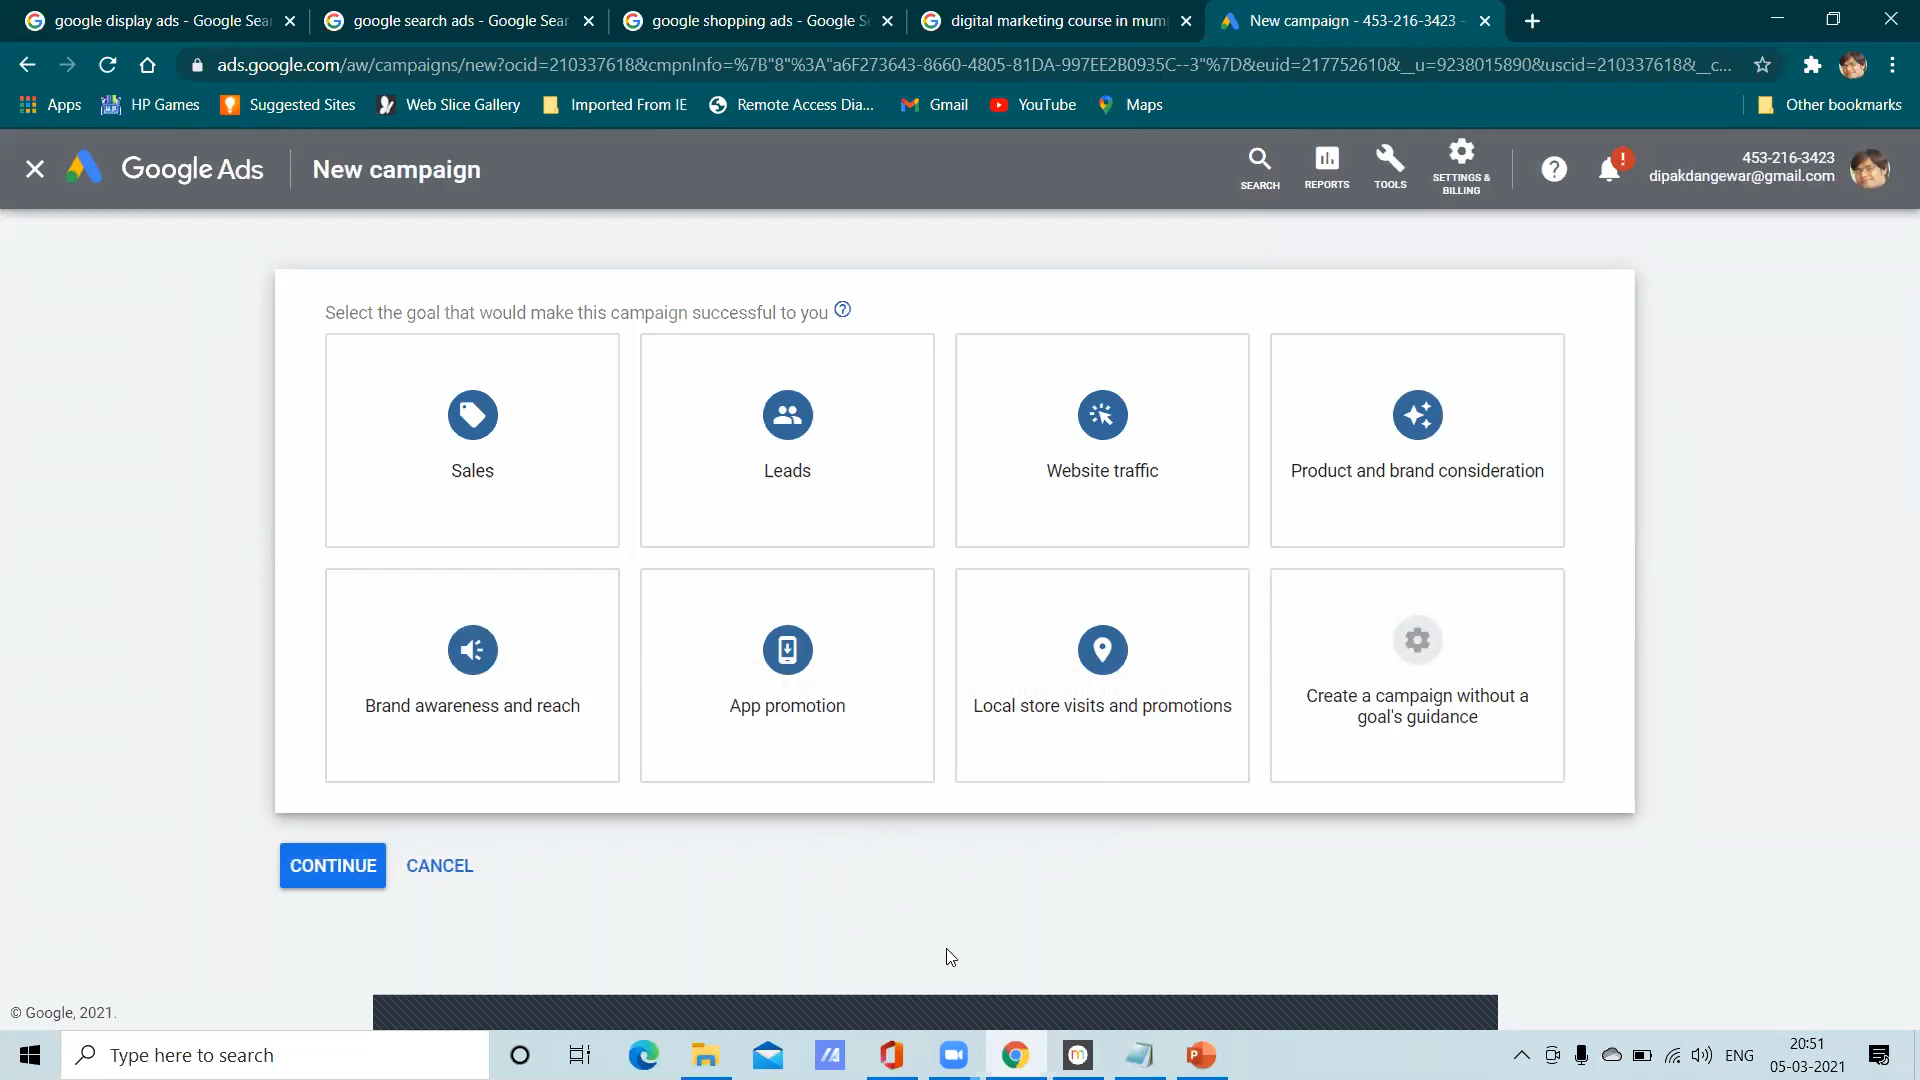 google display ads - Google Sear
google search ads - Google Sear
google shopping ads - Google Se
digital marketing course in mum
New campaign - 453-216-3423 -
ads.google.com/aw/campaigns/new?ocid=210337618&cmpnInfo=%7B"8"%3A"a6F273643-8660-4805-81DA-997EE2B0935C--3"%7D&euid=217752610&__u=9238015890&uscid=210337618&__c...
Apps
HP Games
Suggested Sites
Web Slice Gallery
Imported From IE
Remote Access Dia...
Gmail
YouTube
Maps
Other bookmarks
Google Ads
New campaign
SEARCH
REPORTS
TOOLS
SETTINGS &
BILLING
453-216-3423
dipakdangewar@gmail.com
Select the goal that would make this campaign successful to you
Sales
Leads
Website traffic
Product and brand consideration
Brand awareness and reach
App promotion
Local store visits and promotions
Create a campaign without a
goal's guidance
CONTINUE
CANCEL
© Google, 2021.
Type here to search
ENG
20:51
05-03-2021